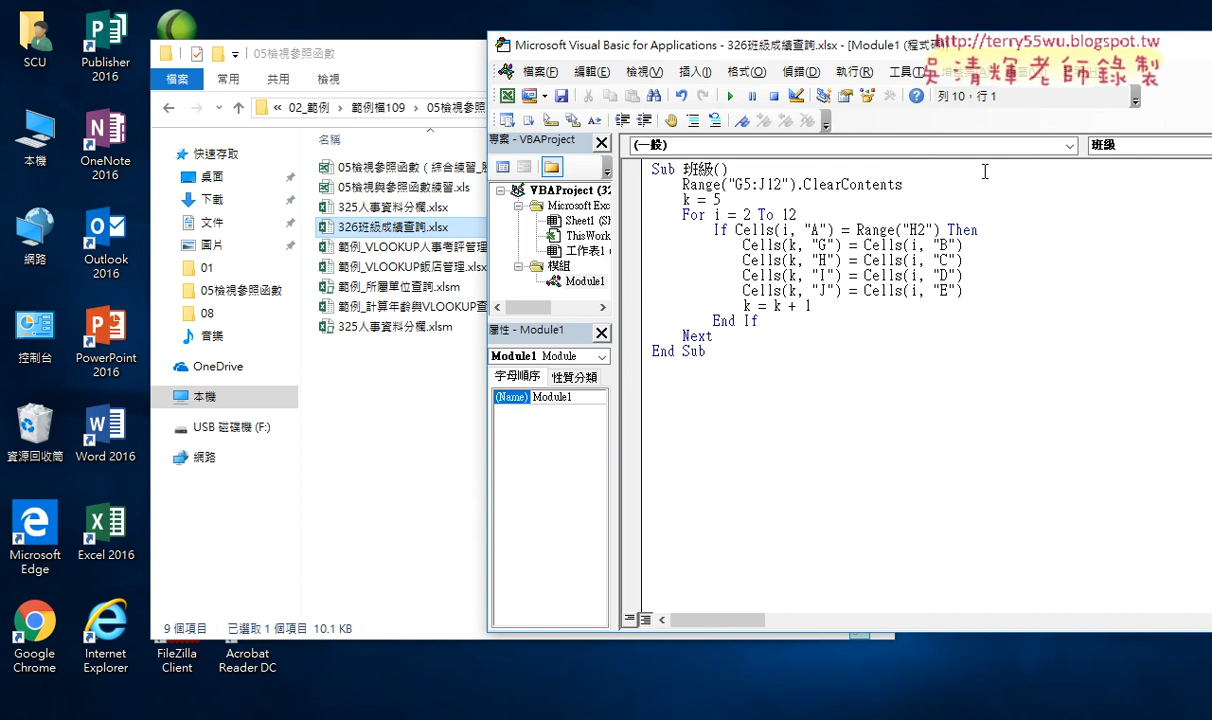 SCU
Publisher
2016
本機
OneNote
2016
網路
Outlook
2016
控制台
PowerPoint
2016
資源回收筒
Word 2016
Microsoft
Edge
Excel 2016
Google
Chrome
Internet
Explorer
FileZilla
Client
Acrobat
Reader DC
05檢視參照函數
檔案
常用
共用
檢視
« 02_範例 > 範例檔109 > 05檢視參照
名稱
快速存取
桌面
下載
文件
圖片
01
05檢視參照函數
08
音樂
OneDrive
本機
USB 磁碟機 (F:)
網路
05檢視與參照函數練習.xls
325人事資料分欄.xlsx
326班級成績查詢.xlsx
範例_VLOOKUP人事考評管理
範例_VLOOKUP飯店管理.xlsx
範例_所屬單位查詢.xlsm
範例_計算年齡與VLOOKUP查
325人事資料分欄.xlsm
9 個項目
已選取 1 個項目 10.1 KB
Microsoft Visual Basic for Applications - 326班級成績查詢.xlsx - [Module1 (程式碼
http://terry55wu.blogspot.tw
吳清輝老師錄製
檔案(F)
編輯(E)
檢視(V)
插入(I)
格式(O)
偵錯(D)
執行(R)
工具(T)
列 10，行 1
專案 - VBAProject
VBAProject (32
Microsoft Exc
Sheet1 (Sh
ThisWork
工作表1
模組
Module1
屬性 - Module1
Module1 Module
字母順序
性質分類
(Name) Module1
(一般)
班級
Sub 班級()
Range("G5:J12").ClearContents
k = 5
For i = 2 To 12
If Cells(i, "A") = Range("H2") Then
Cells(k, "G") = Cells(i, "B")
Cells(k, "H") = Cells(i, "C")
Cells(k, "I") = Cells(i, "D")
Cells(k, "J") = Cells(i, "E")
k = k + 1
End If
Next
End Sub